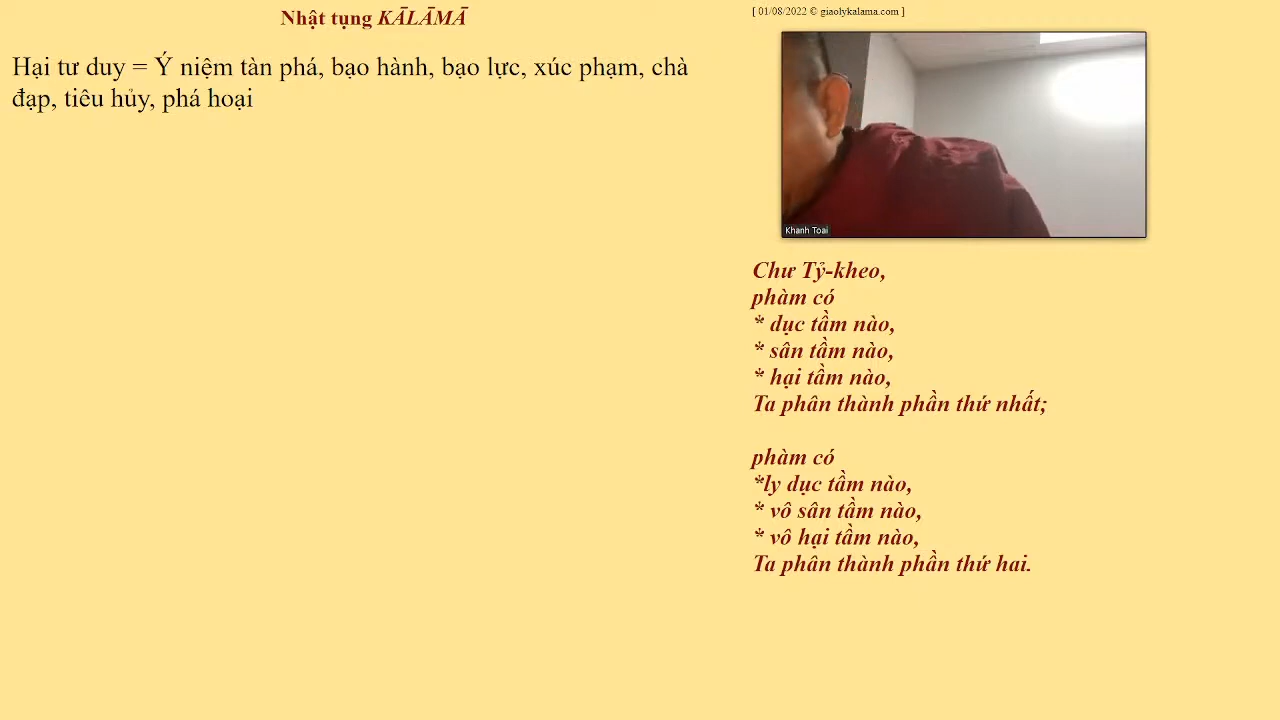 Nhật tụng KĀLĀMĀ
Hại tư duy = Ý niệm tàn phá, bạo hành, bạo lực, xúc phạm, chà
đạp, tiêu hủy, phá hoại
[ 01/08/2022 © giaolykalama.com ]
Khanh Toai
Chư Tỷ-kheo,
phàm có
* dục tầm nào,
* sân tầm nào,
* hại tầm nào,
Ta phân thành phần thứ nhất;
phàm có
*ly dục tầm nào,
* vô sân tầm nào,
* vô hại tầm nào,
Ta phân thành phần thứ hai.